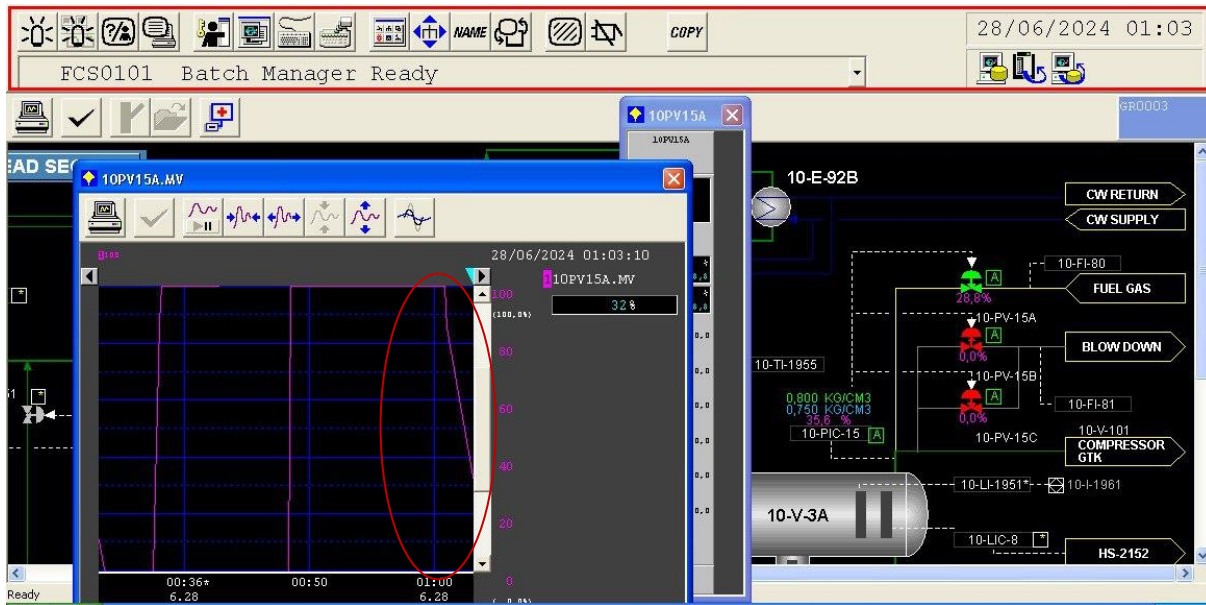 NAME
COPY
28/06/2024 01:03
FCS0101 Batch Manager Ready
10PV15A
GR0003
10PV15A
EAD SE
10PV15A.MV
28/06/2024 01:03:10
10PV15A.MV
32%
100
(100,0%)
80
60
40
20
0
00:36*
00:50
01:00
6.28
6.28
10-E-92B
CW RETURN
CW SUPPLY
10-FI-80
FUEL GAS
28,8%
A
10-PV-15A
A
BLOW DOWN
0,0%
10-TI-1955
10-PV-15B
A
0,800 KG/CM3
0,750 KG/CM3
35,6 %
10-PIC-15 A
0,0%
10-FI-81
10-PV-15C
10-V-101
COMPRESSOR
GTK
10-LI-1951*
10-I-1961
10-V-3A
10-LIC-8 *
HS-2152
Ready